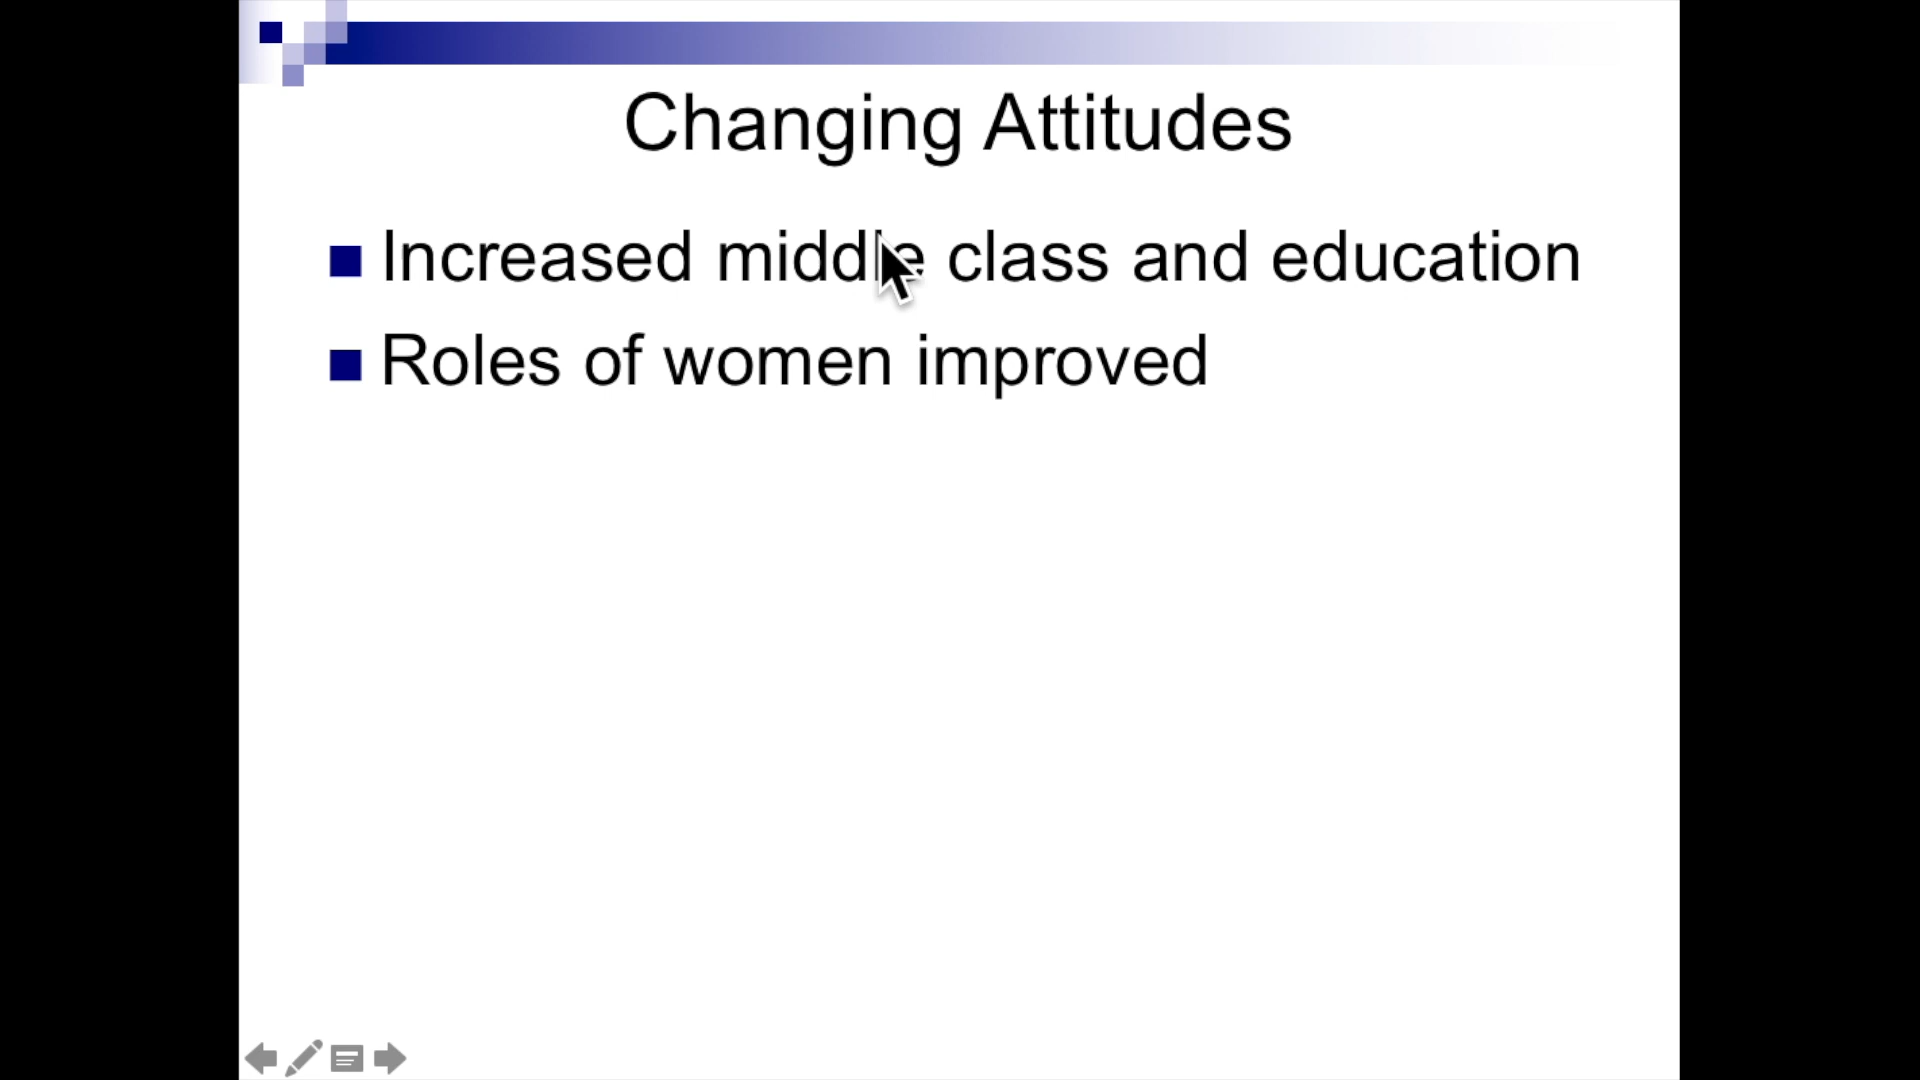 Changing Attitudes
Increased middle class and education
Roles of women improved